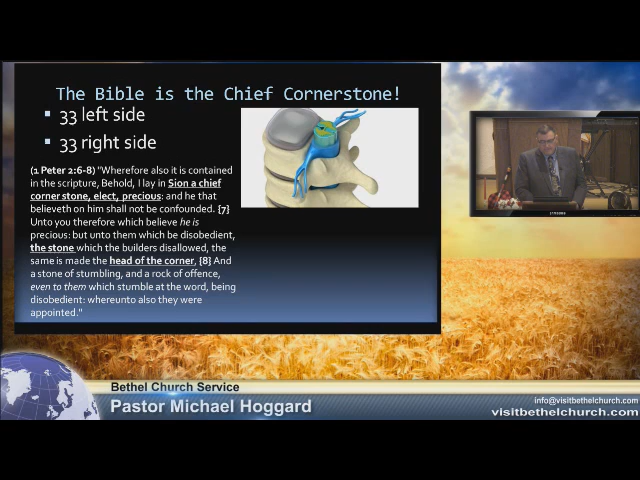 The Bible is the Chief Cornerstone!
▪ 33 left side
▪ 33 right side
(1 Peter 2:6-8) "Wherefore also it is contained
in the scripture, Behold, I lay in Sion a chief
corner stone, elect, precious: and he that
believeth on him shall not be confounded. {7}
Unto you therefore which believe he is
precious: but unto them which be disobedient,
the stone which the builders disallowed, the
same is made the head of the corner, {8} And
a stone of stumbling, and a rock of offence,
even to them which stumble at the word, being
disobedient: whereunto also they were
appointed."
SAMSUNG
Bethel Church Service
Pastor Michael Hoggard
info@visitbethelchurch.com
visitbethelchurch.com